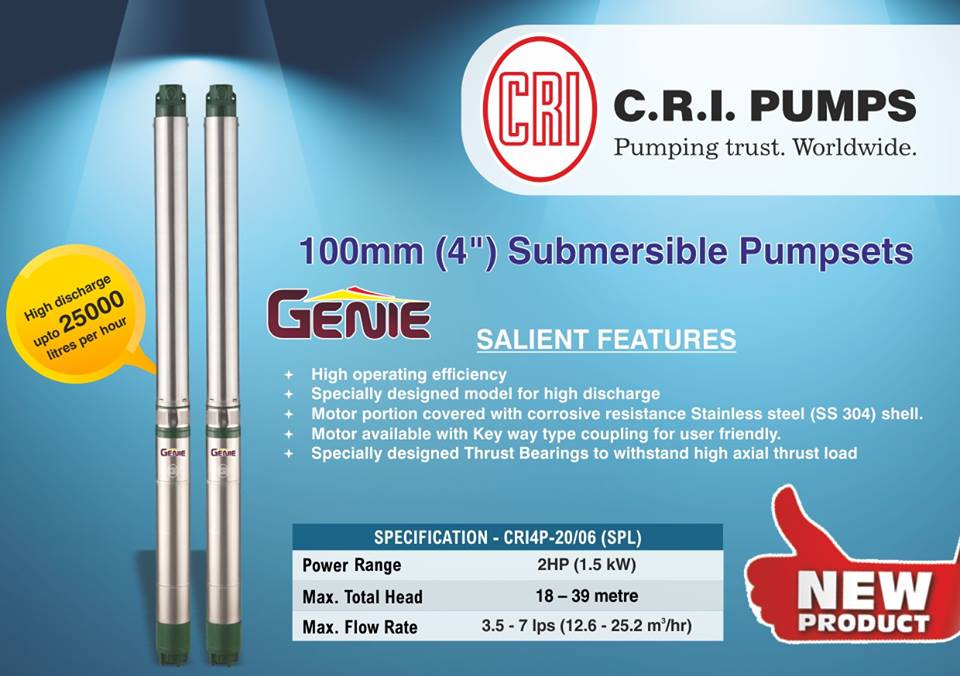 CRI
C.R.I. PUMPS
Pumping trust. Worldwide.
100mm (4") Submersible Pumpsets
High discharge
upto 25000
litres per hour
GENIE
SALIENT FEATURES
High operating efficiency
Specially designed model for high discharge
Motor portion covered with corrosive resistance Stainless steel (SS 304) shell.
Motor available with Key way type coupling for user friendly.
Specially designed Thrust Bearings to withstand high axial thrust load
GENIE
GENIE
SPECIFICATION - CRI4P-20/06 (SPL)
Power Range 2HP (1.5 kW)
Max. Total Head 18 – 39 metre
Max. Flow Rate 3.5 - 7 lps (12.6 - 25.2 m³/hr)
NEW
PRODUCT